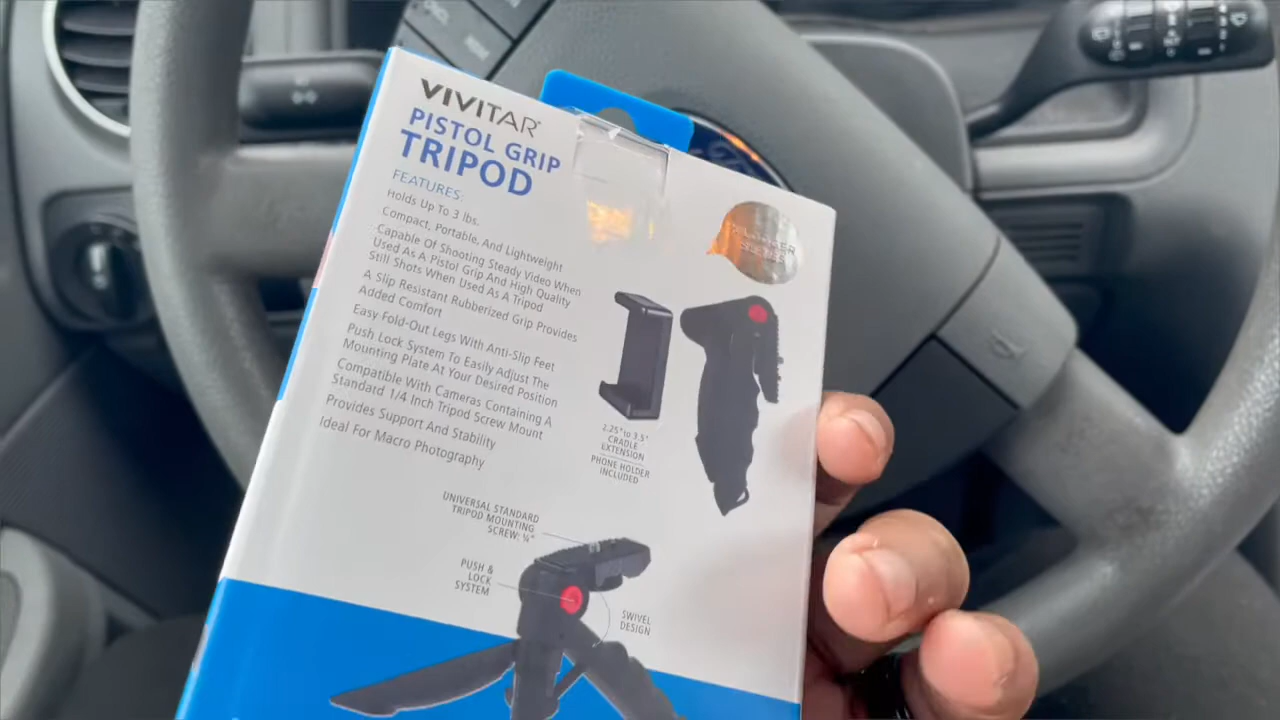 VIVITAR
PISTOL GRIP
TRIPOD
FEATURES:
Holds Up To 3 lbs.
Compact, Portable, And Lightweight
Capable Of Shooting Steady Video When
Used As A Pistol Grip And High Quality
Still Shots When Used As A Tripod
A Slip Resistant Rubberized Grip Provides
Added Comfort
Easy Fold-Out Legs With Anti-Slip Feet
Push Lock System To Easily Adjust The
Mounting Plate At Your Desired Position
Compatible With Cameras Containing A
Standard 1/4 Inch Tripod Screw Mount
Provides Support And Stability
Ideal For Macro Photography
2.25" to 3.5"
CRADLE
EXTENSION
PHONE HOLDER
INCLUDED
UNIVERSAL STANDARD
TRIPOD MOUNTING
SCREW: ¼"
PUSH &
LOCK
SYSTEM
SWIVEL
DESIGN